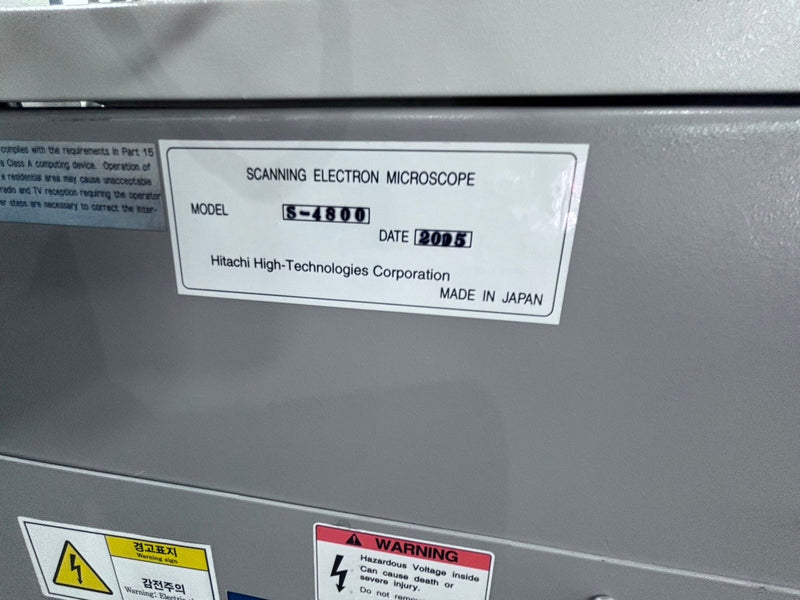 complies with the requirements in Part 15
a Class A computing device. Operation of
a residential area may cause unacceptable
radio and TV reception requiring the operator
er steps are necessary to correct the inter-
SCANNING ELECTRON MICROSCOPE
MODEL S-4800
DATE 2005
Hitachi High-Technologies Corporation
MADE IN JAPAN
경고표지
Warning sign
감전주의
Warning: Electrical
WARNING
Hazardous Voltage inside
Can cause death or
severe injury.
Do not remove